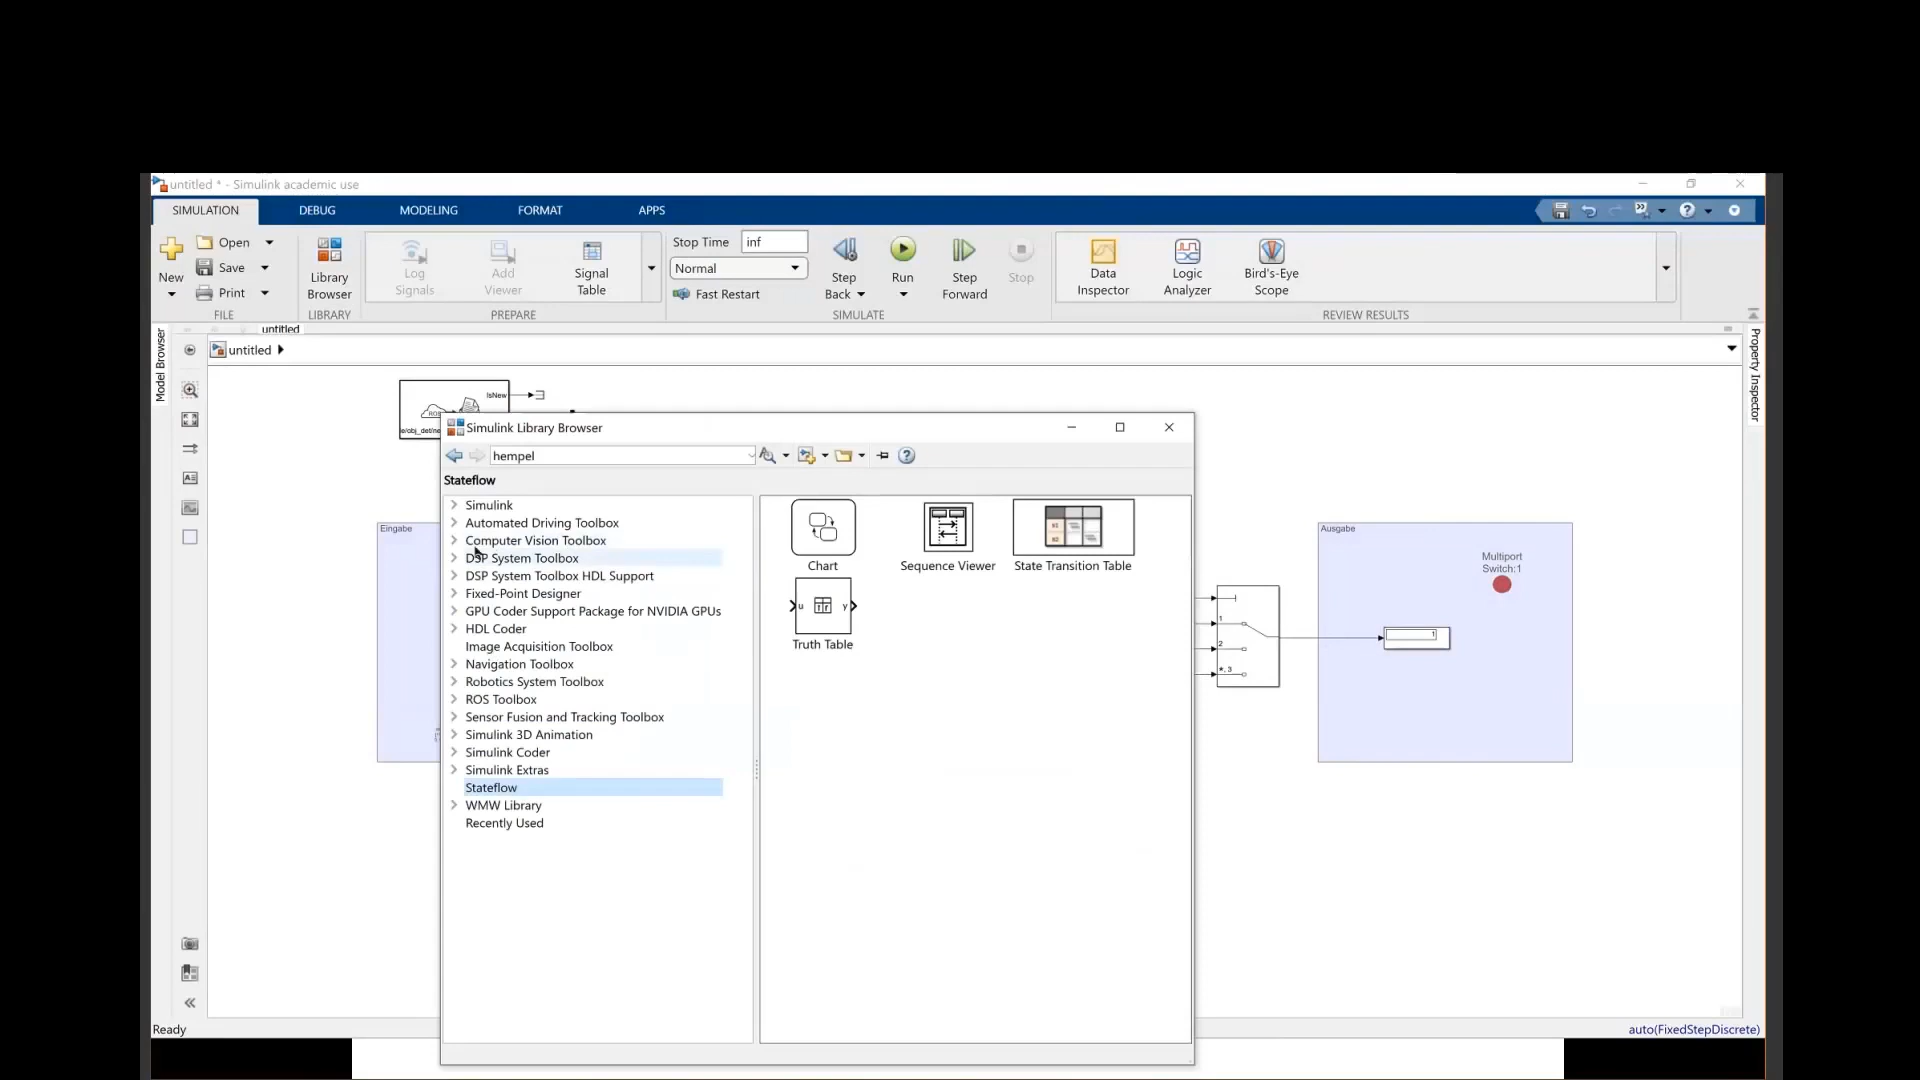 untitled * - Simulink academic use
SIMULATION DEBUG MODELING FORMAT APPS
New
Open
Save
Print
FILE
Library Browser
LIBRARY
Log Signals
Add Viewer
Signal Table
PREPARE
Stop Time inf
Normal
Fast Restart
Step Back
Run
Step Forward
Stop
SIMULATE
Data Inspector
Logic Analyzer
Bird's-Eye Scope
REVIEW RESULTS
untitled
untitled
Model Browser
Property Inspector
IsNew
ROS
Simulink Library Browser
hempel
Stateflow
Simulink
Automated Driving Toolbox
Computer Vision Toolbox
DSP System Toolbox
DSP System Toolbox HDL Support
Fixed-Point Designer
GPU Coder Support Package for NVIDIA GPUs
HDL Coder
Image Acquisition Toolbox
Navigation Toolbox
Robotics System Toolbox
ROS Toolbox
Sensor Fusion and Tracking Toolbox
Simulink 3D Animation
Simulink Coder
Simulink Extras
Stateflow
WMW Library
Recently Used
Chart
Sequence Viewer
State Transition Table
u y
Truth Table
Eingabe
1
2
*, 3
Ausgabe
Multiport
Switch:1
1
Ready
auto(FixedStepDiscrete)